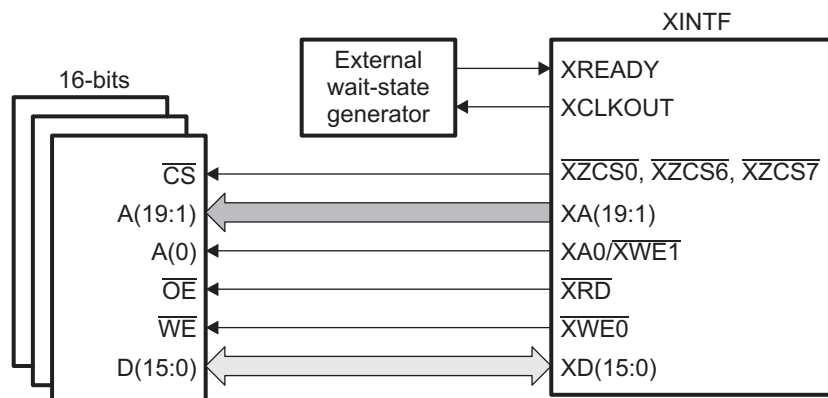 XINTF
External
wait-state
generator
XREADY
XCLKOUT
16-bits
CS
XZCS0, XZCS6, XZCS7
A(19:1)
XA(19:1)
A(0)
XA0/XWE1
OE
XRD
WE
XWE0
D(15:0)
XD(15:0)